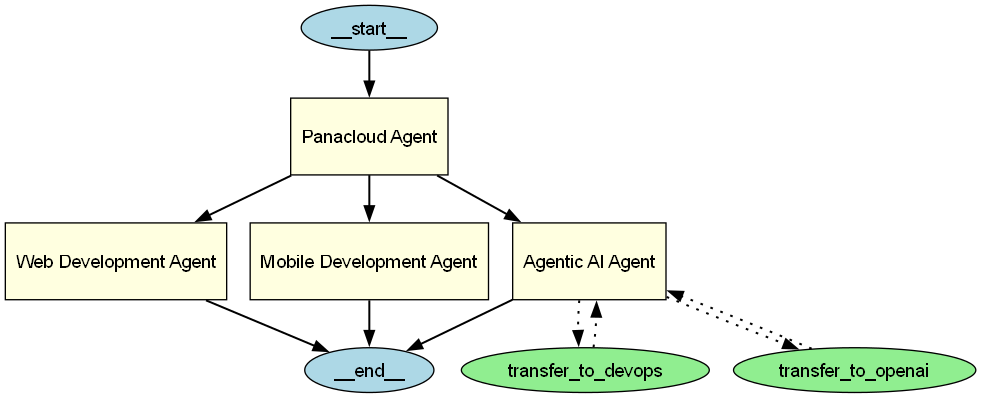 __start__
Panacloud Agent
Web Development Agent
Mobile Development Agent
Agentic AI Agent
__end__
transfer_to_devops
transfer_to_openai